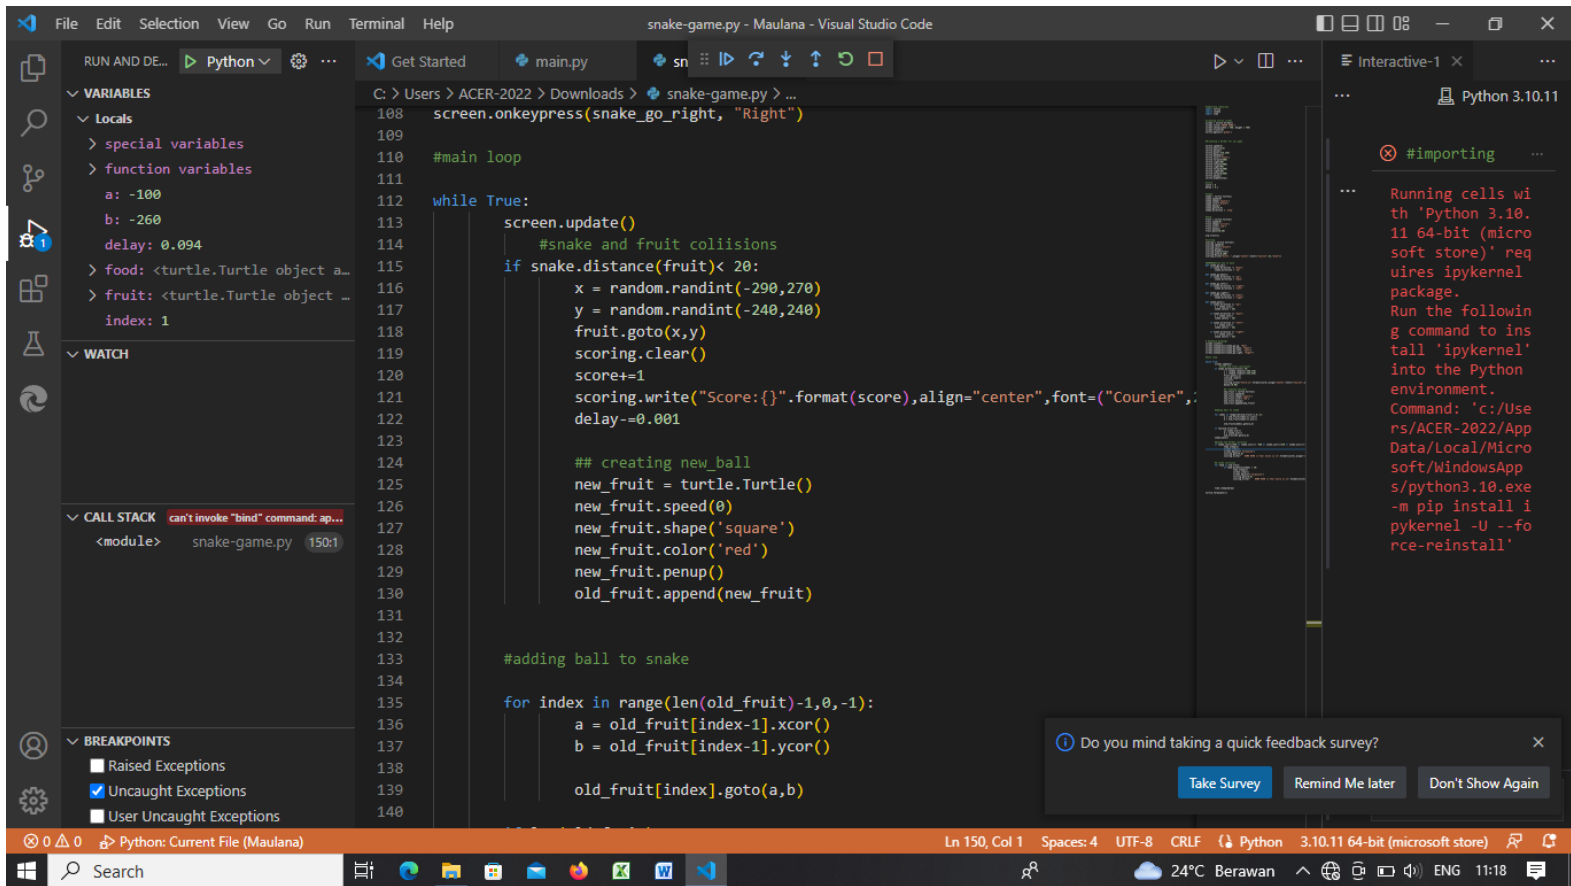 File Edit Selection View Go Run Terminal Help
snake-game.py - Maulana - Visual Studio Code
RUN AND DE... Python
VARIABLES
Locals
special variables
function variables
a: -100
b: -260
delay: 0.094
food: <turtle.Turtle object a...
fruit: <turtle.Turtle object ...
index: 1
WATCH
CALL STACK can't invoke "bind" command: ap...
<module> snake-game.py 150:1
BREAKPOINTS
Raised Exceptions
Uncaught Exceptions
User Uncaught Exceptions
Get Started main.py sn
C: > Users > ACER-2022 > Downloads > snake-game.py > ...
108 screen.onkeypress(snake_go_right, "Right")
109
110 #main loop
111
112 while True:
113 screen.update()
114 #snake and fruit coliisions
115 if snake.distance(fruit)< 20:
116 x = random.randint(-290,270)
117 y = random.randint(-240,240)
118 fruit.goto(x,y)
119 scoring.clear()
120 score+=1
121 scoring.write("Score:{}".format(score),align="center",font=("Courier",
122 delay-=0.001
123
124 ## creating new_ball
125 new_fruit = turtle.Turtle()
126 new_fruit.speed(0)
127 new_fruit.shape('square')
128 new_fruit.color('red')
129 new_fruit.penup()
130 old_fruit.append(new_fruit)
131
132
133 #adding ball to snake
134
135 for index in range(len(old_fruit)-1,0,-1):
136 a = old_fruit[index-1].xcor()
137 b = old_fruit[index-1].ycor()
138
139 old_fruit[index].goto(a,b)
140
Interactive-1
... Python 3.10.11
#importing ...
Running cells wi
th 'Python 3.10.
11 64-bit (micro
soft store)' req
uires ipykernel
package.
Run the followin
g command to ins
tall 'ipykernel'
into the Python
environment.
Command: 'c:/Use
rs/ACER-2022/App
Data/Local/Micro
soft/WindowsApp
s/python3.10.exe
-m pip install i
pykernel -U --fo
rce-reinstall'
Do you mind taking a quick feedback survey?
Take Survey Remind Me later Don't Show Again
0 0 Python: Current File (Maulana)
Ln 150, Col 1 Spaces: 4 UTF-8 CRLF Python 3.10.11 64-bit (microsoft store)
Search
24°C Berawan ENG 11:18